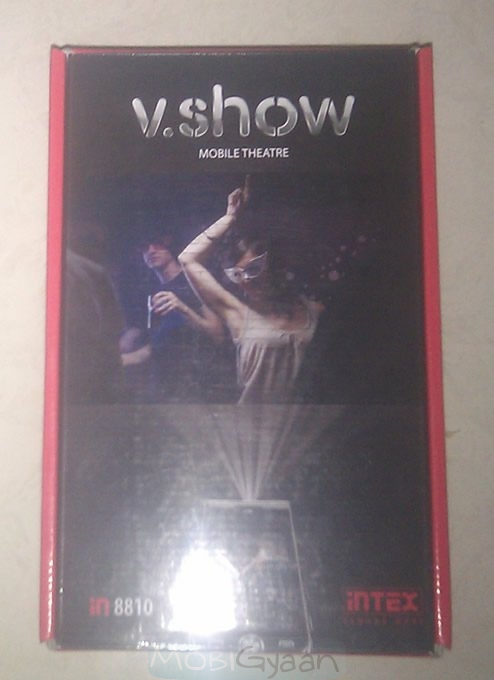 v.show
MOBILE THEATRE
in 8810
INTEX
MOBiGyaan